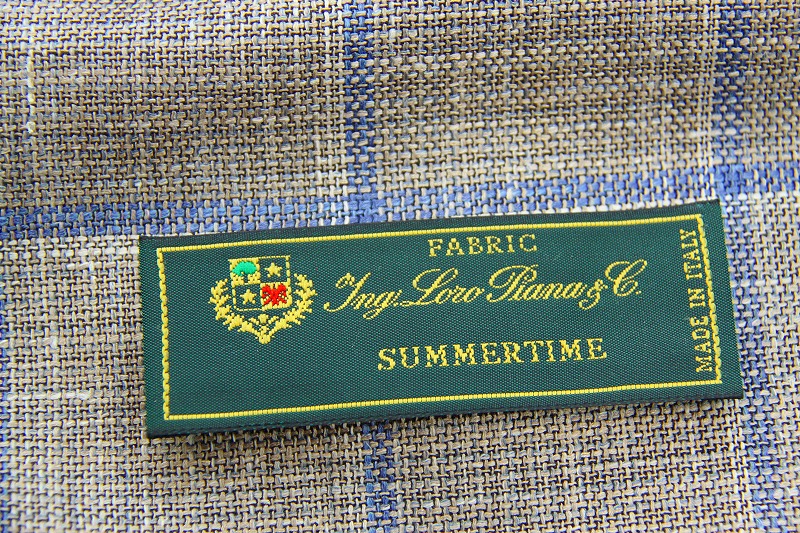 FABRIC
Ing. Loro Piana & C.
SUMMERTIME
MADE IN ITALY